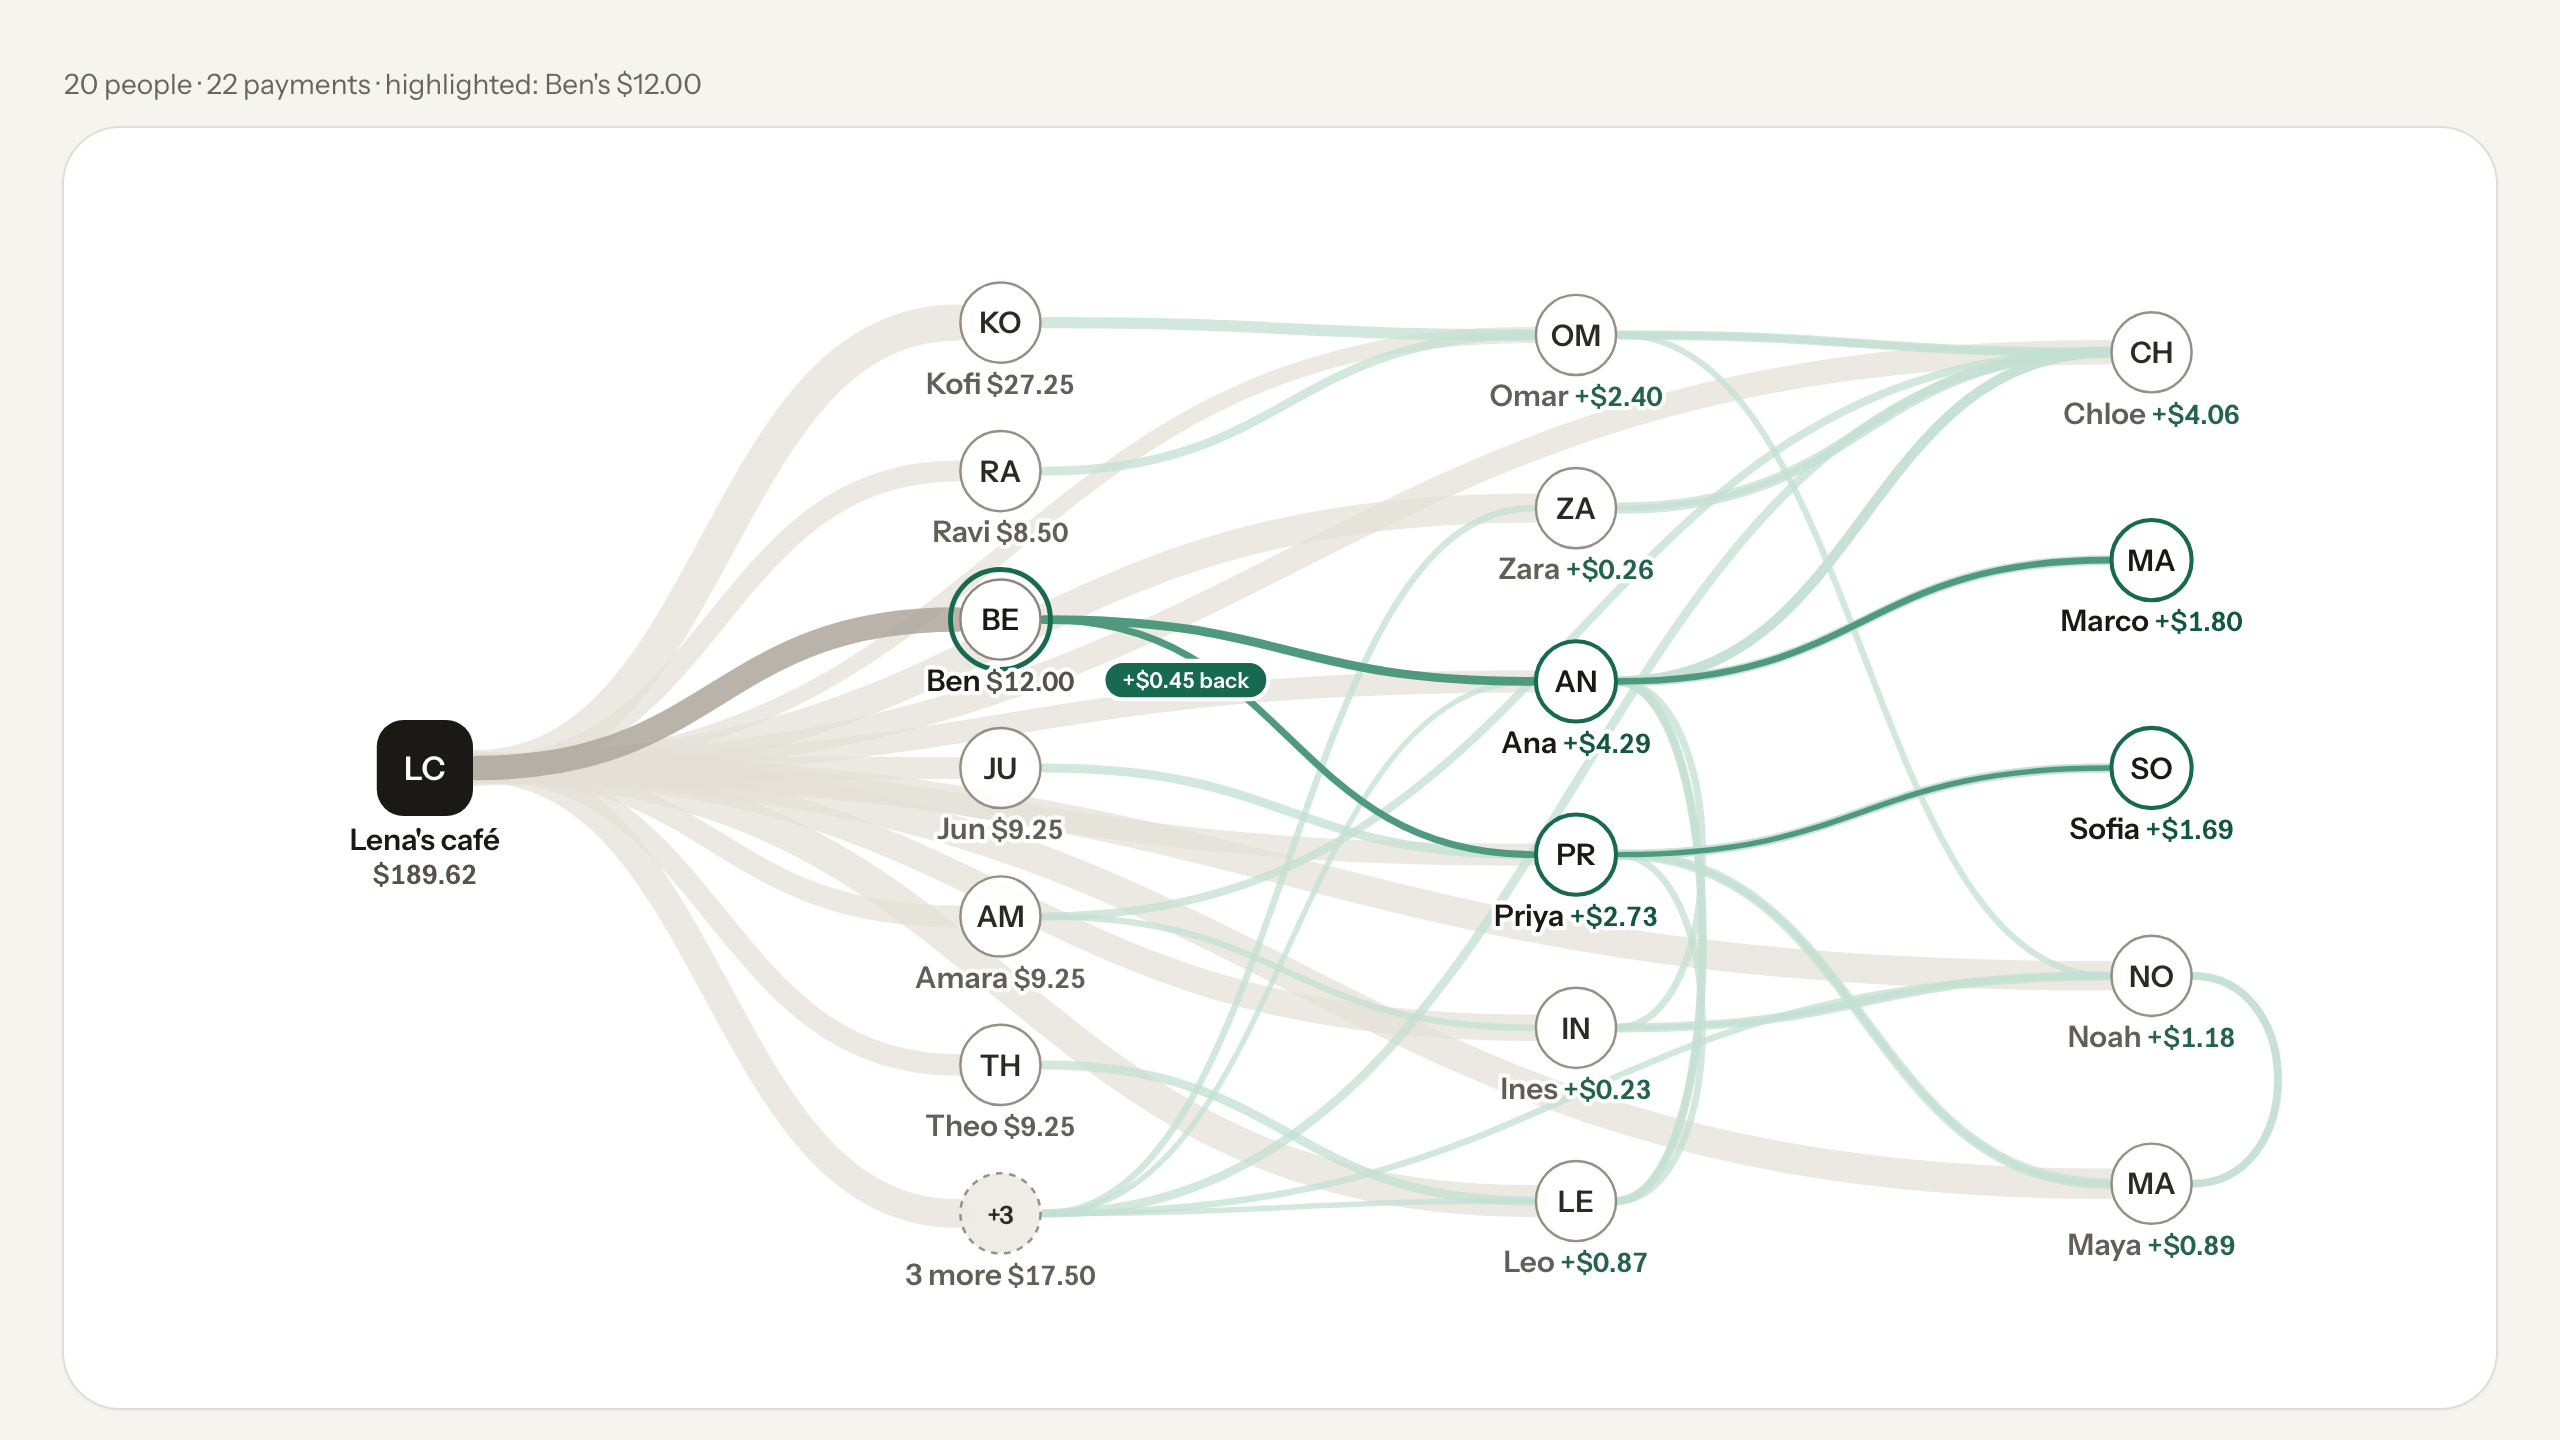 20 people · 22 payments · highlighted: Ben's $12.00
LC
Lena's café
$189.62
KO
Kofi $27.25
RA
Ravi $8.50
BE
Ben $12.00
+$0.45 back
JU
Jun $9.25
AM
Amara $9.25
TH
Theo $9.25
+3
3 more $17.50
OM
Omar +$2.40
ZA
Zara +$0.26
AN
Ana +$4.29
PR
Priya +$2.73
IN
Ines +$0.23
LE
Leo +$0.87
CH
Chloe +$4.06
MA
Marco +$1.80
SO
Sofia +$1.69
NO
Noah +$1.18
MA
Maya +$0.89